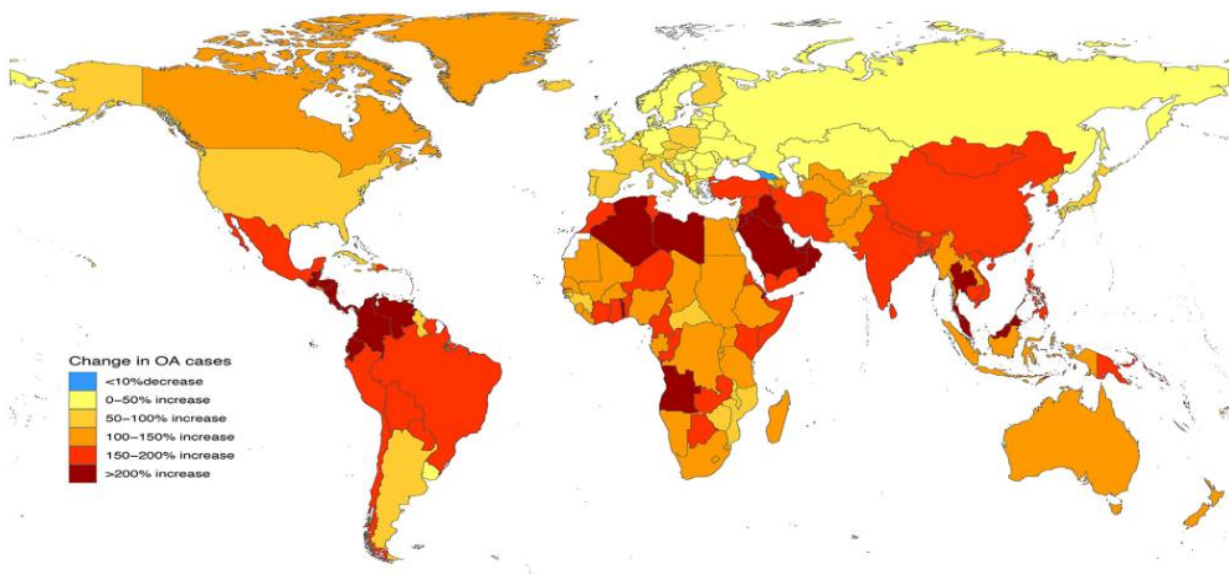 Change in OA cases
<10%decrease
0–50% increase
50–100% increase
100–150% increase
150–200% increase
>200% increase